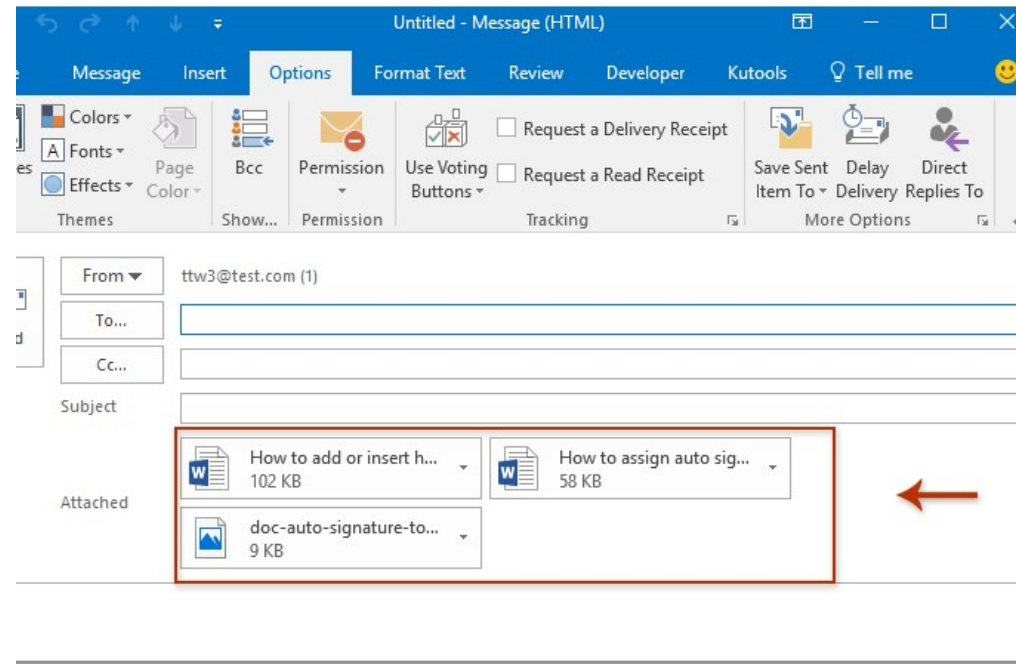 Untitled - Message (HTML)
Message Insert Options Format Text Review Developer Kutools Tell me
Colors
Fonts
Effects
Page Color
Themes
Bcc
Show...
Permission
Permission
Use Voting Buttons
Request a Delivery Receipt
Request a Read Receipt
Tracking
Save Sent Item To
Delay Delivery
Direct Replies To
More Options
From ttw3@test.com (1)
To...
Cc...
Subject
Attached
How to add or insert h...
102 KB
How to assign auto sig...
58 KB
doc-auto-signature-to...
9 KB